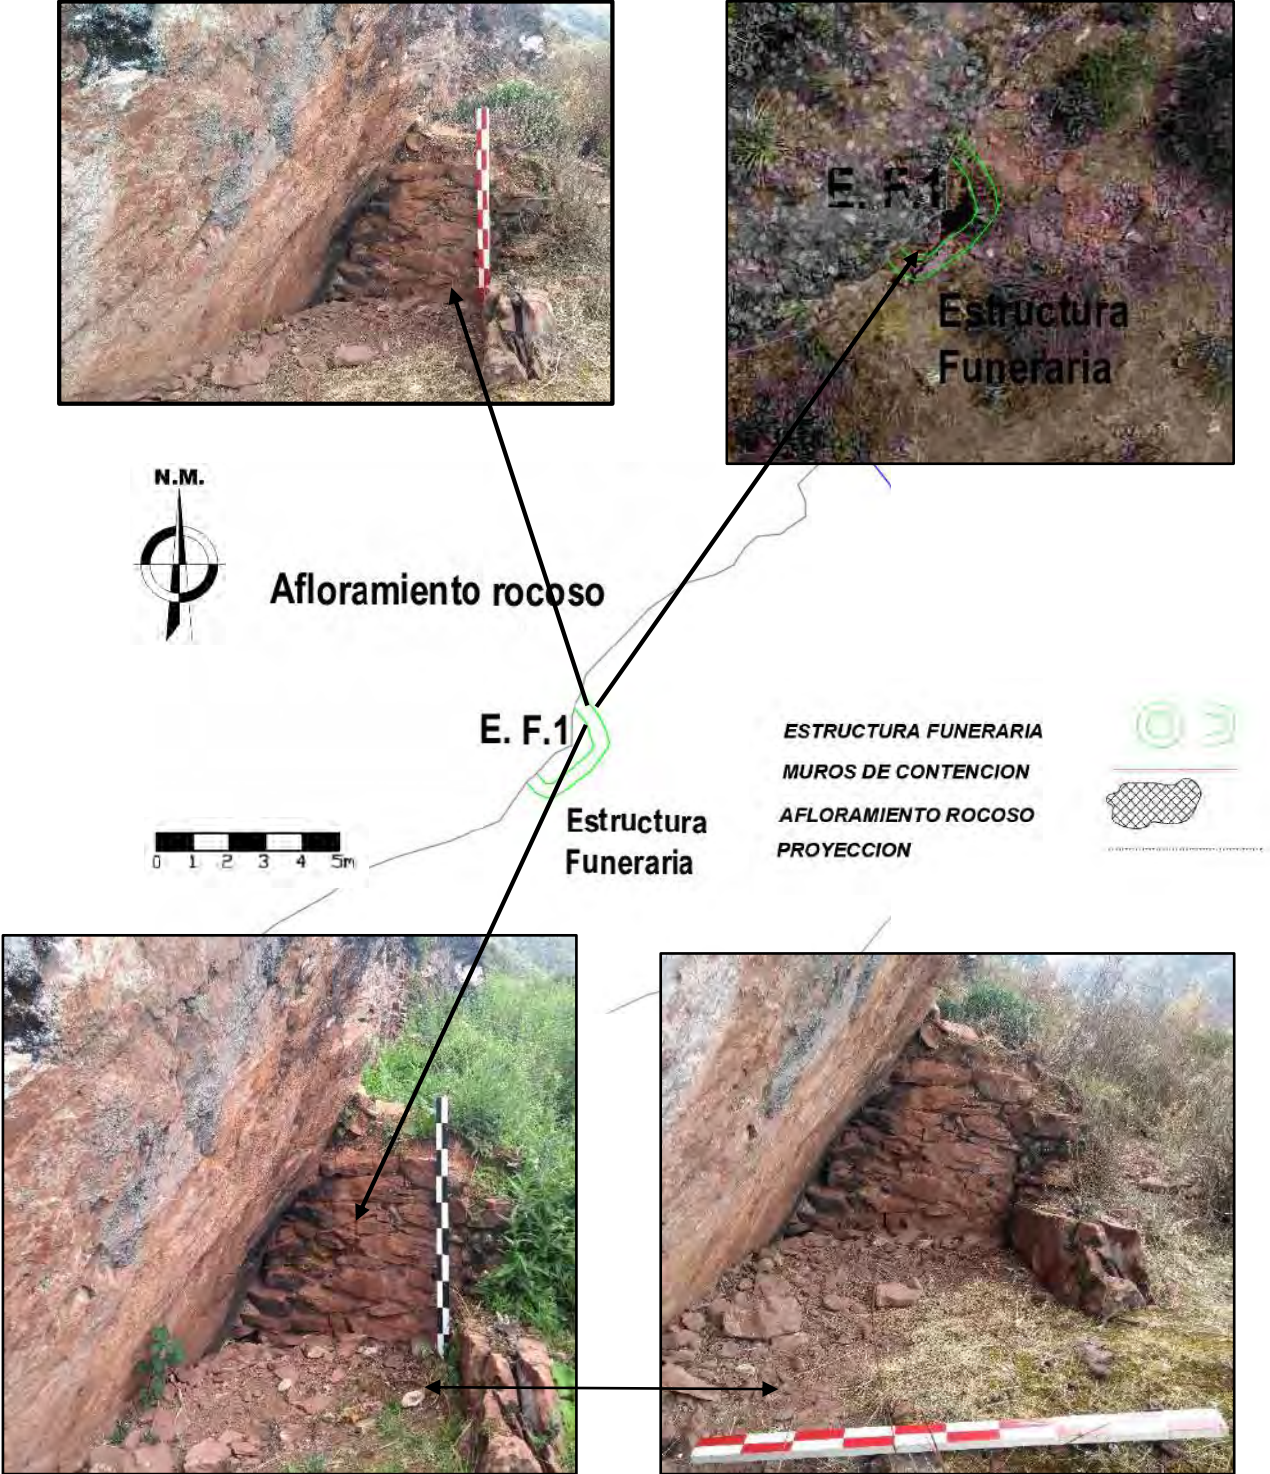 E. F.1
Estructura
Funeraria
N.M.
Afloramiento rocoso
E. F.1
Estructura
Funeraria
0 1 2 3 4 5m
ESTRUCTURA FUNERARIA
MUROS DE CONTENCION
AFLORAMIENTO ROCOSO
PROYECCION